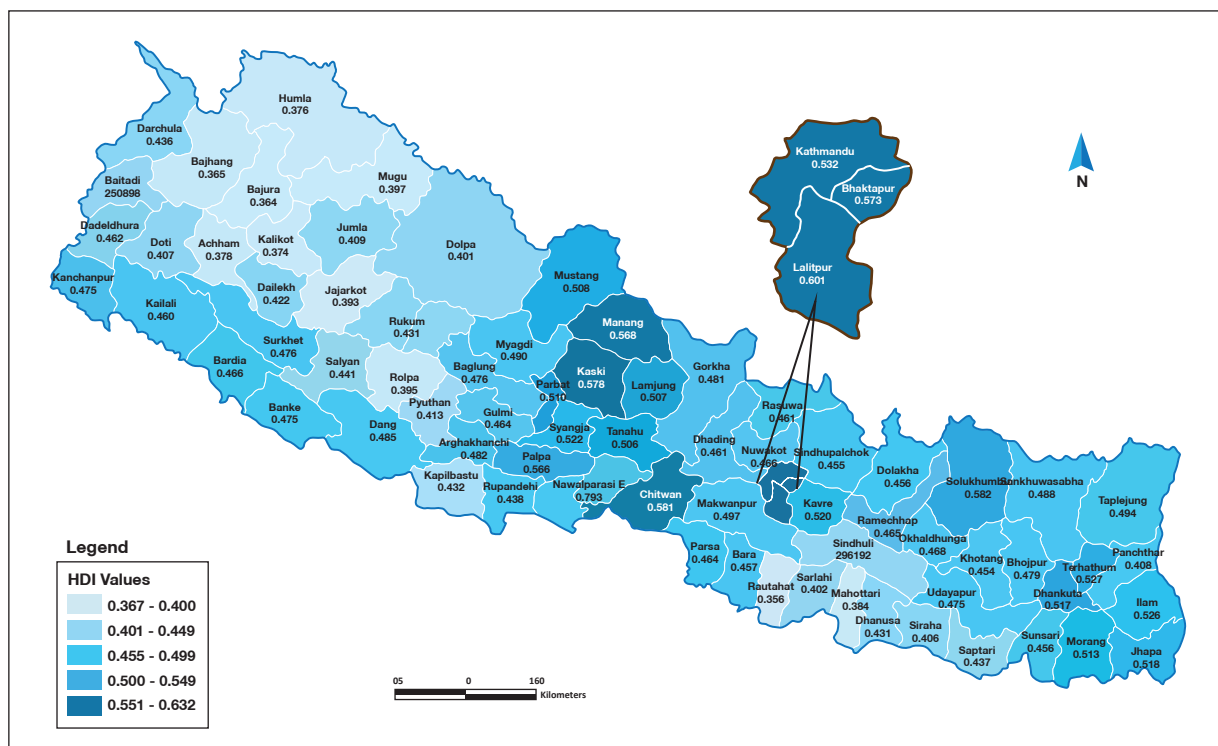 Humla
0.376
Darchula
0.436
Bajhang
0.365
Baitadi
250898
Bajura
0.364
Mugu
0.397
Dadeldhura
0.462
Doti
0.407
Achham
0.378
Kalikot
0.374
Jumla
0.409
Dolpa
0.401
Kanchanpur
0.475
Kailali
0.460
Dailekh
0.422
Jajarkot
0.393
Mustang
0.508
Rukum
0.431
Surkhet
0.476
Bardia
0.466
Salyan
0.441
Rolpa
0.395
Myagdi
0.490
Manang
0.568
Baglung
0.476
Kaski
0.578
Parbat
0.510
Lamjung
0.507
Gorkha
0.481
Banke
0.475
Dang
0.485
Pyuthan
0.413
Gulmi
0.464
Syangja
0.522
Tanahu
0.506
Arghakhanchi
0.482
Palpa
0.566
Kapilbastu
0.432
Rupandehi
0.438
Nawalparasi E
0.793
Chitwan
0.581
Dhading
0.461
Rasuwa
0.461
Nuwakot
0.466
Sindhupalchok
0.455
Makwanpur
0.497
Kavre
0.520
Dolakha
0.456
Ramechhap
0.465
Solukhumbu
0.582
Sankhuwasabha
0.488
Taplejung
0.494
Sindhuli
296192
Okhaldhunga
0.468
Khotang
0.454
Bhojpur
0.479
Terhathum
0.527
Panchthar
0.408
Dhankuta
0.517
Ilam
0.526
Parsa
0.464
Bara
0.457
Rautahat
0.356
Sarlahi
0.402
Mahottari
0.384
Dhanusa
0.431
Siraha
0.406
Udayapur
0.475
Saptari
0.437
Sunsari
0.456
Morang
0.513
Jhapa
0.518
Kathmandu
0.532
Bhaktapur
0.573
Lalitpur
0.601
N
Legend
HDI Values
0.367 - 0.400
0.401 - 0.449
0.455 - 0.499
0.500 - 0.549
0.551 - 0.632
05 0 160
Kilometers